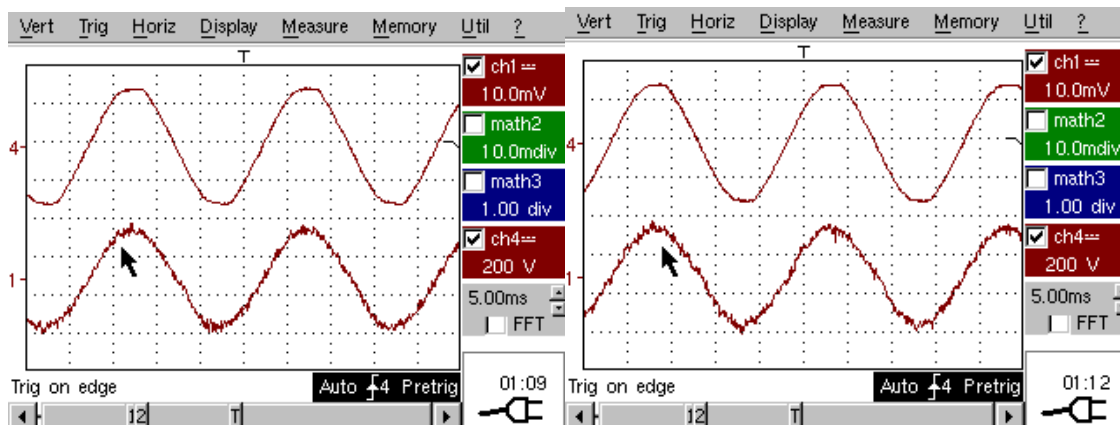 Vert Trig Horiz Display Measure Memory Util ?
T
ch1
10.0mV
math2
10.0mdiv
math3
1.00 div
ch4
200 V
5.00ms
FFT
4
1
Trig on edge
Auto 4 Pretrig
01:09
12 T
Vert Trig Horiz Display Measure Memory Util ?
T
ch1
10.0mV
math2
10.0mdiv
math3
1.00 div
ch4
200 V
5.00ms
FFT
4
1
Trig on edge
Auto 4 Pretrig
01:12
12 T